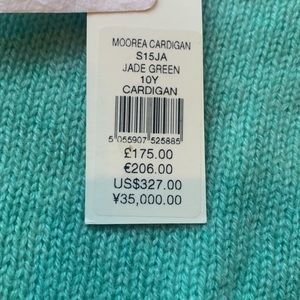 MOOREA CARDIGAN
S15JA
JADE GREEN
10Y
CARDIGAN
5 055907 525885
£175.00
€206.00
US$327.00
¥35,000.00